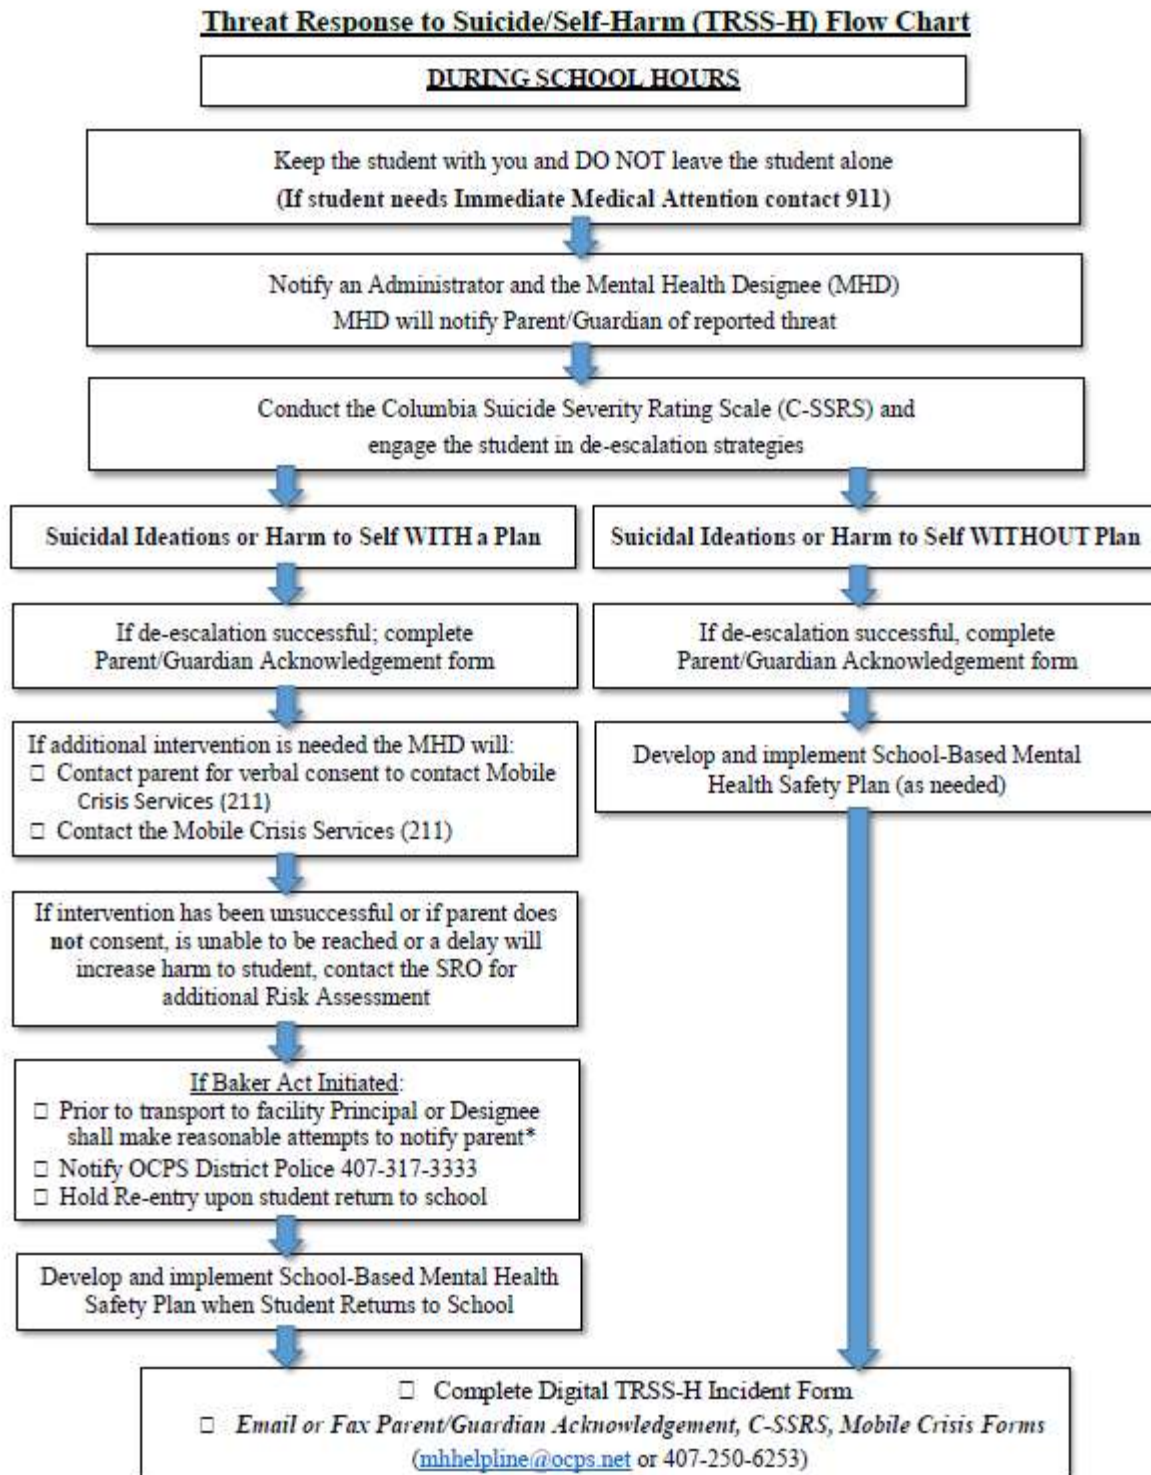 Threat Response to Suicide/Self-Harm (TRSS-H) Flow Chart
DURING SCHOOL HOURS
Keep the student with you and DO NOT leave the student alone
(If student needs Immediate Medical Attention contact 911)
Notify an Administrator and the Mental Health Designee (MHD)
MHD will notify Parent/Guardian of reported threat
Conduct the Columbia Suicide Severity Rating Scale (C-SSRS) and
engage the student in de-escalation strategies
Suicidal Ideations or Harm to Self WITH a Plan
If de-escalation successful; complete
Parent/Guardian Acknowledgement form
If additional intervention is needed the MHD will:
□ Contact parent for verbal consent to contact Mobile
Crisis Services (211)
□ Contact the Mobile Crisis Services (211)
If intervention has been unsuccessful or if parent does
not consent, is unable to be reached or a delay will
increase harm to student, contact the SRO for
additional Risk Assessment
If Baker Act Initiated:
□ Prior to transport to facility Principal or Designee
shall make reasonable attempts to notify parent*
□ Notify OCPS District Police 407-317-3333
□ Hold Re-entry upon student return to school
Develop and implement School-Based Mental Health
Safety Plan when Student Returns to School
Suicidal Ideations or Harm to Self WITHOUT Plan
If de-escalation successful, complete
Parent/Guardian Acknowledgement form
Develop and implement School-Based Mental
Health Safety Plan (as needed)
□ Complete Digital TRSS-H Incident Form
□ Email or Fax Parent/Guardian Acknowledgement, C-SSRS, Mobile Crisis Forms
(mhhelpline@ocps.net or 407-250-6253)